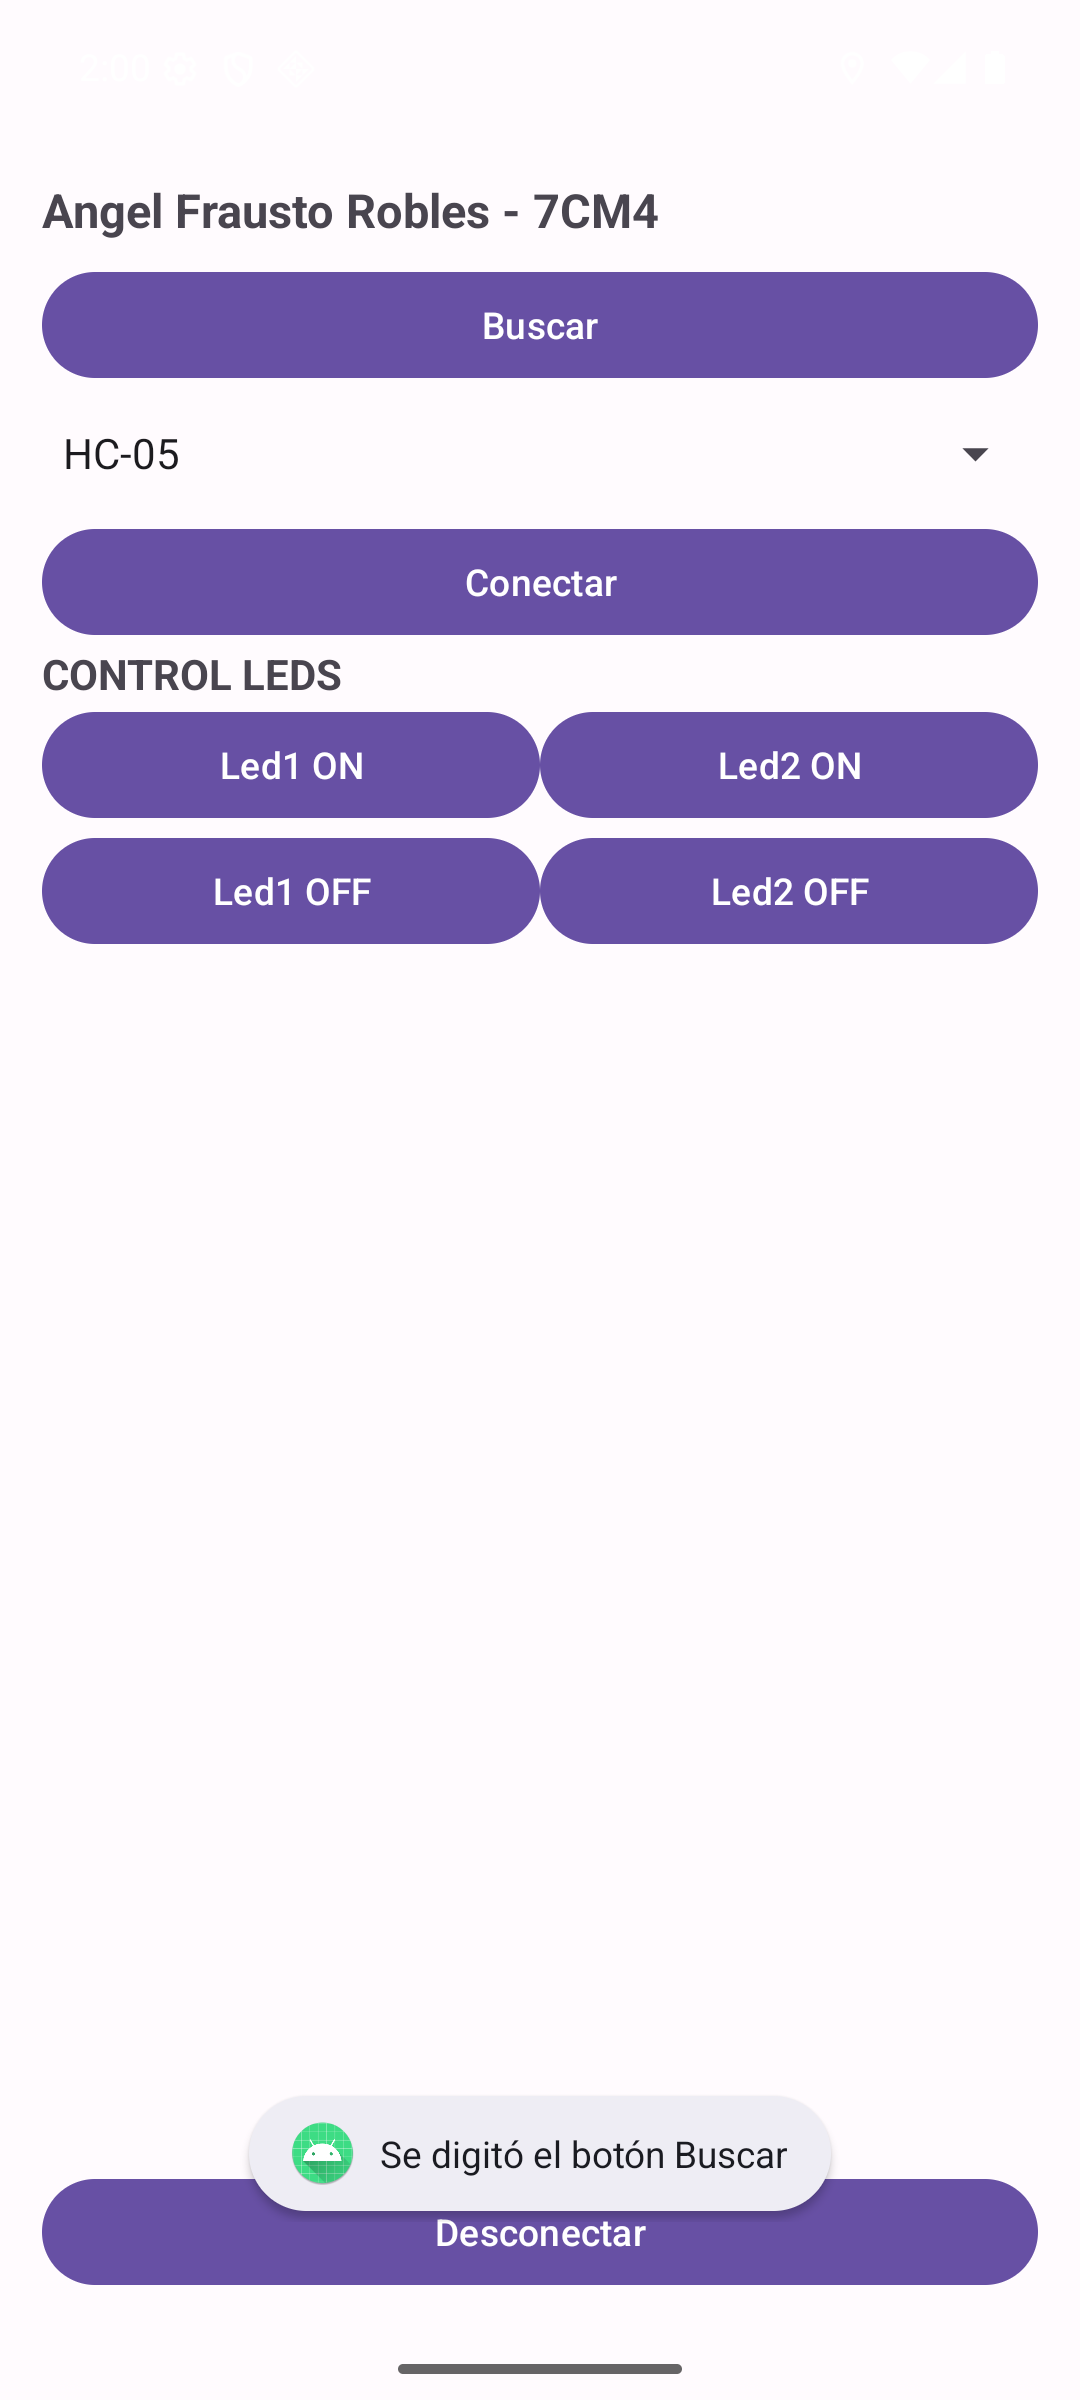 Angel Frausto Robles - 7CM4
Buscar
HC-05
Conectar
CONTROL LEDS
Led1 ON
Led2 ON
Led1 OFF
Led2 OFF
Se digitó el botón Buscar
Desconectar